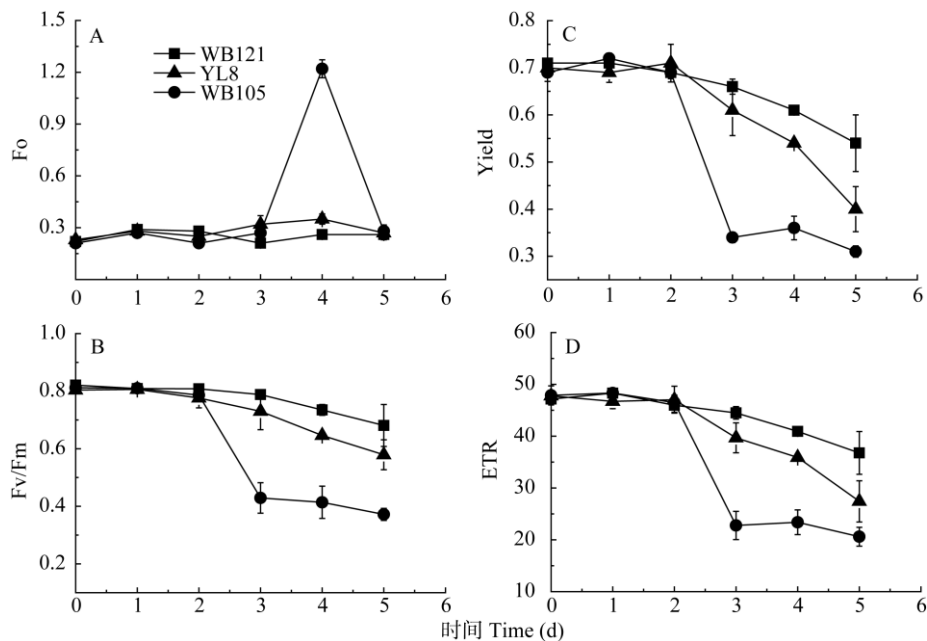 A
WB121
YL8
WB105
Fo
1.5
1.2
0.9
0.6
0.3
0.0
0 1 2 3 4 5 6
C
Yield
0.8
0.7
0.6
0.5
0.4
0.3
0 1 2 3 4 5 6
B
Fv/Fm
1.0
0.8
0.6
0.4
0.2
0 1 2 3 4 5 6
D
ETR
60
50
40
30
20
10
0 1 2 3 4 5 6
时间 Time (d)